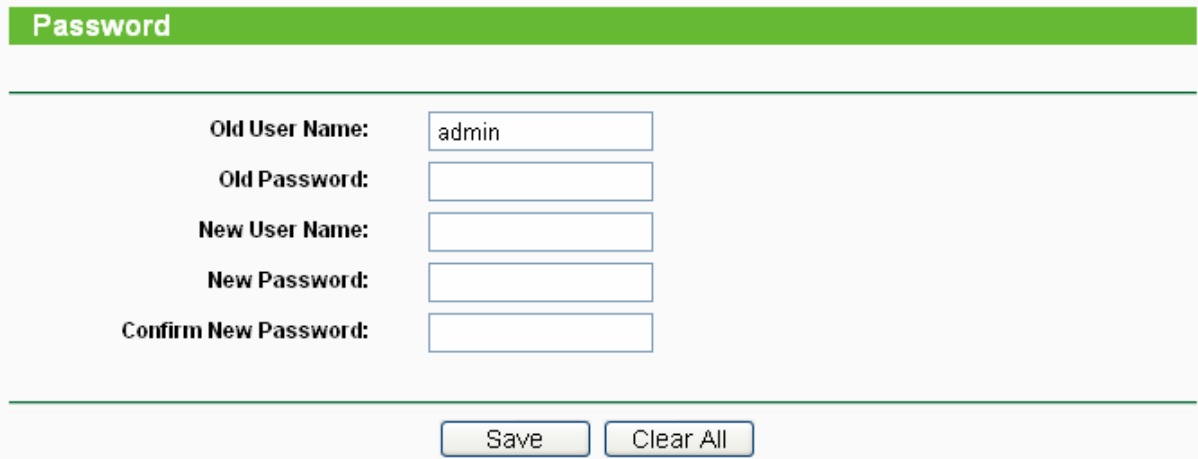 Password
Old User Name: admin
Old Password:
New User Name:
New Password:
Confirm New Password:
Save Clear All